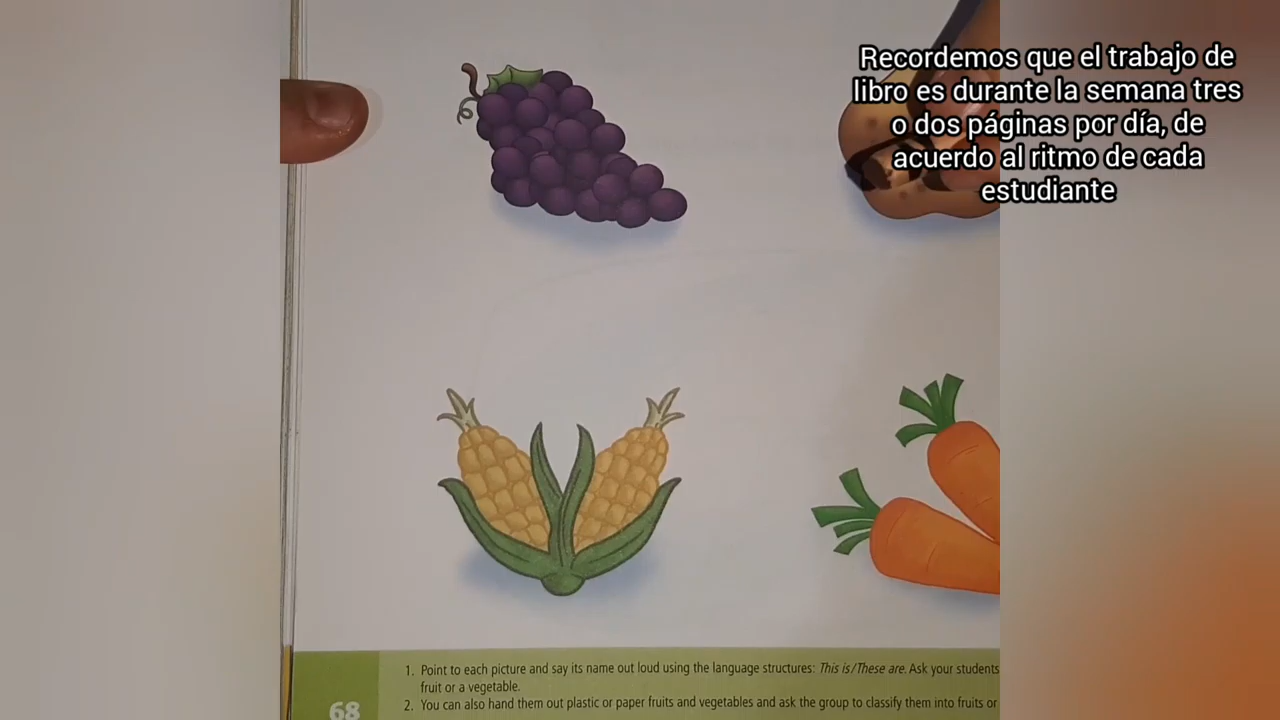 Recordemos que el trabajo de
libro es durante la semana tres
o dos páginas por día, de
acuerdo al ritmo de cada
estudiante
1. Point to each picture and say its name out loud using the language structures: This is/These are. Ask your students
fruit or a vegetable.
2. You can also hand them out plastic or paper fruits and vegetables and ask the group to classify them into fruits or
68